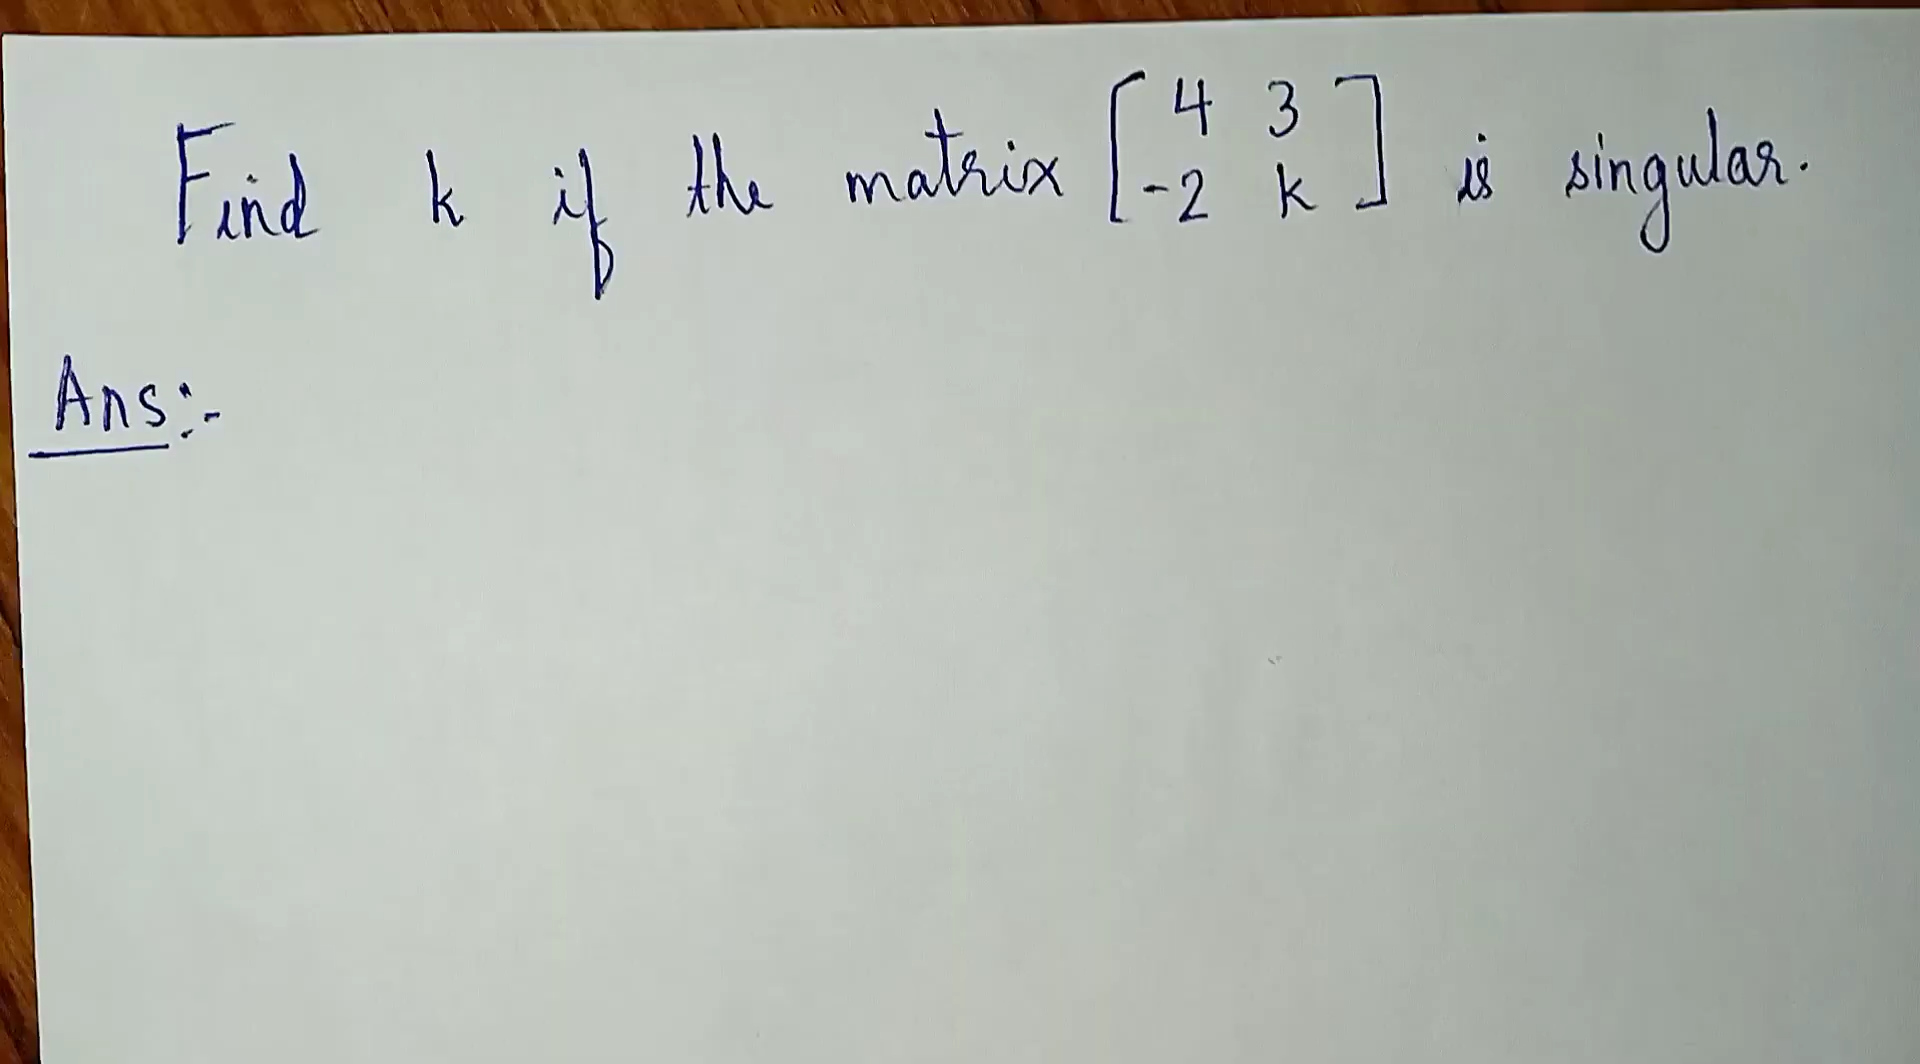 Find k if the matrix [4 3 -2 k] is singular.
Ans:-